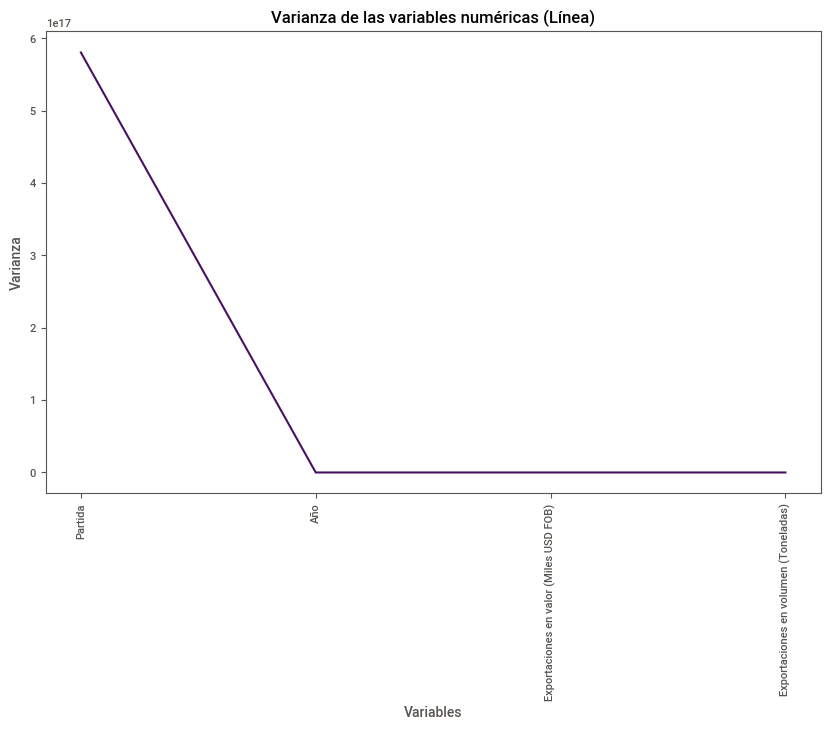 Varianza de las variables numéricas (Línea)
1e17
6
5
4
3
2
1
0
Varianza
Partida
Año
Exportaciones en valor (Miles USD FOB)
Exportaciones en volumen (Toneladas)
Variables